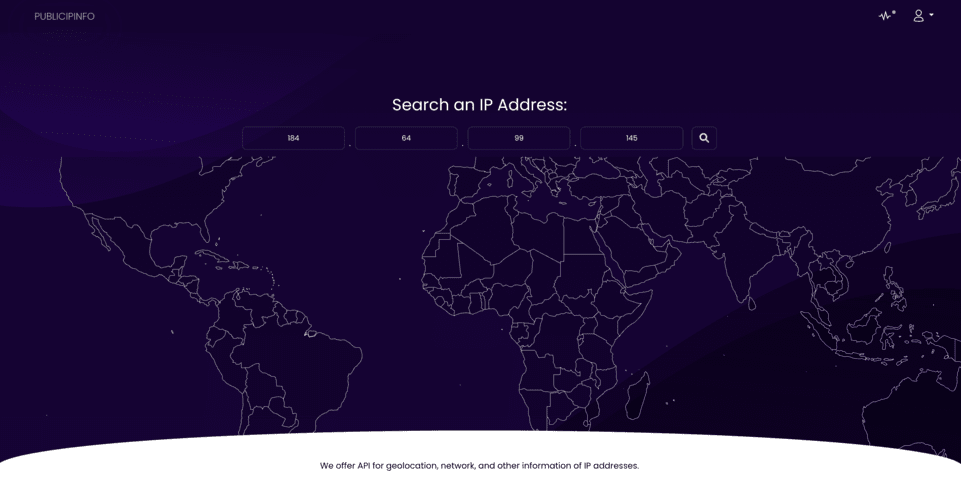 PUBLICIPINFO
Search an IP Address:
184 . 64 . 99 . 145
We offer API for geolocation, network, and other information of IP addresses.